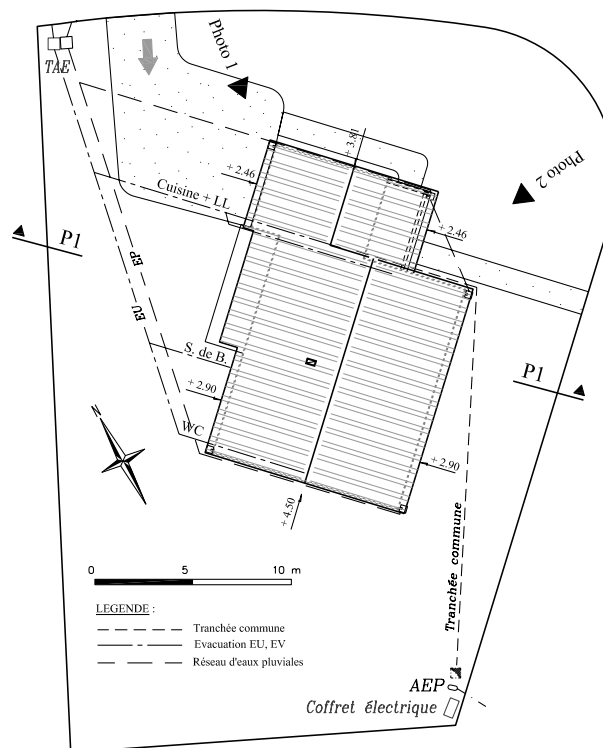 TAE
Photo 1
+ 3.81
+ 2.46
Photo 2
Cuisine + LL
P1
+ 2.46
EP
EU
S. de B.
+ 2.90
P1
WC
N
+ 2.90
+ 4.50
Tranchée commune
0 5 10 m
LEGENDE :
Tranchée commune
Evacuation EU, EV
Réseau d'eaux pluviales
AEP
Coffret électrique